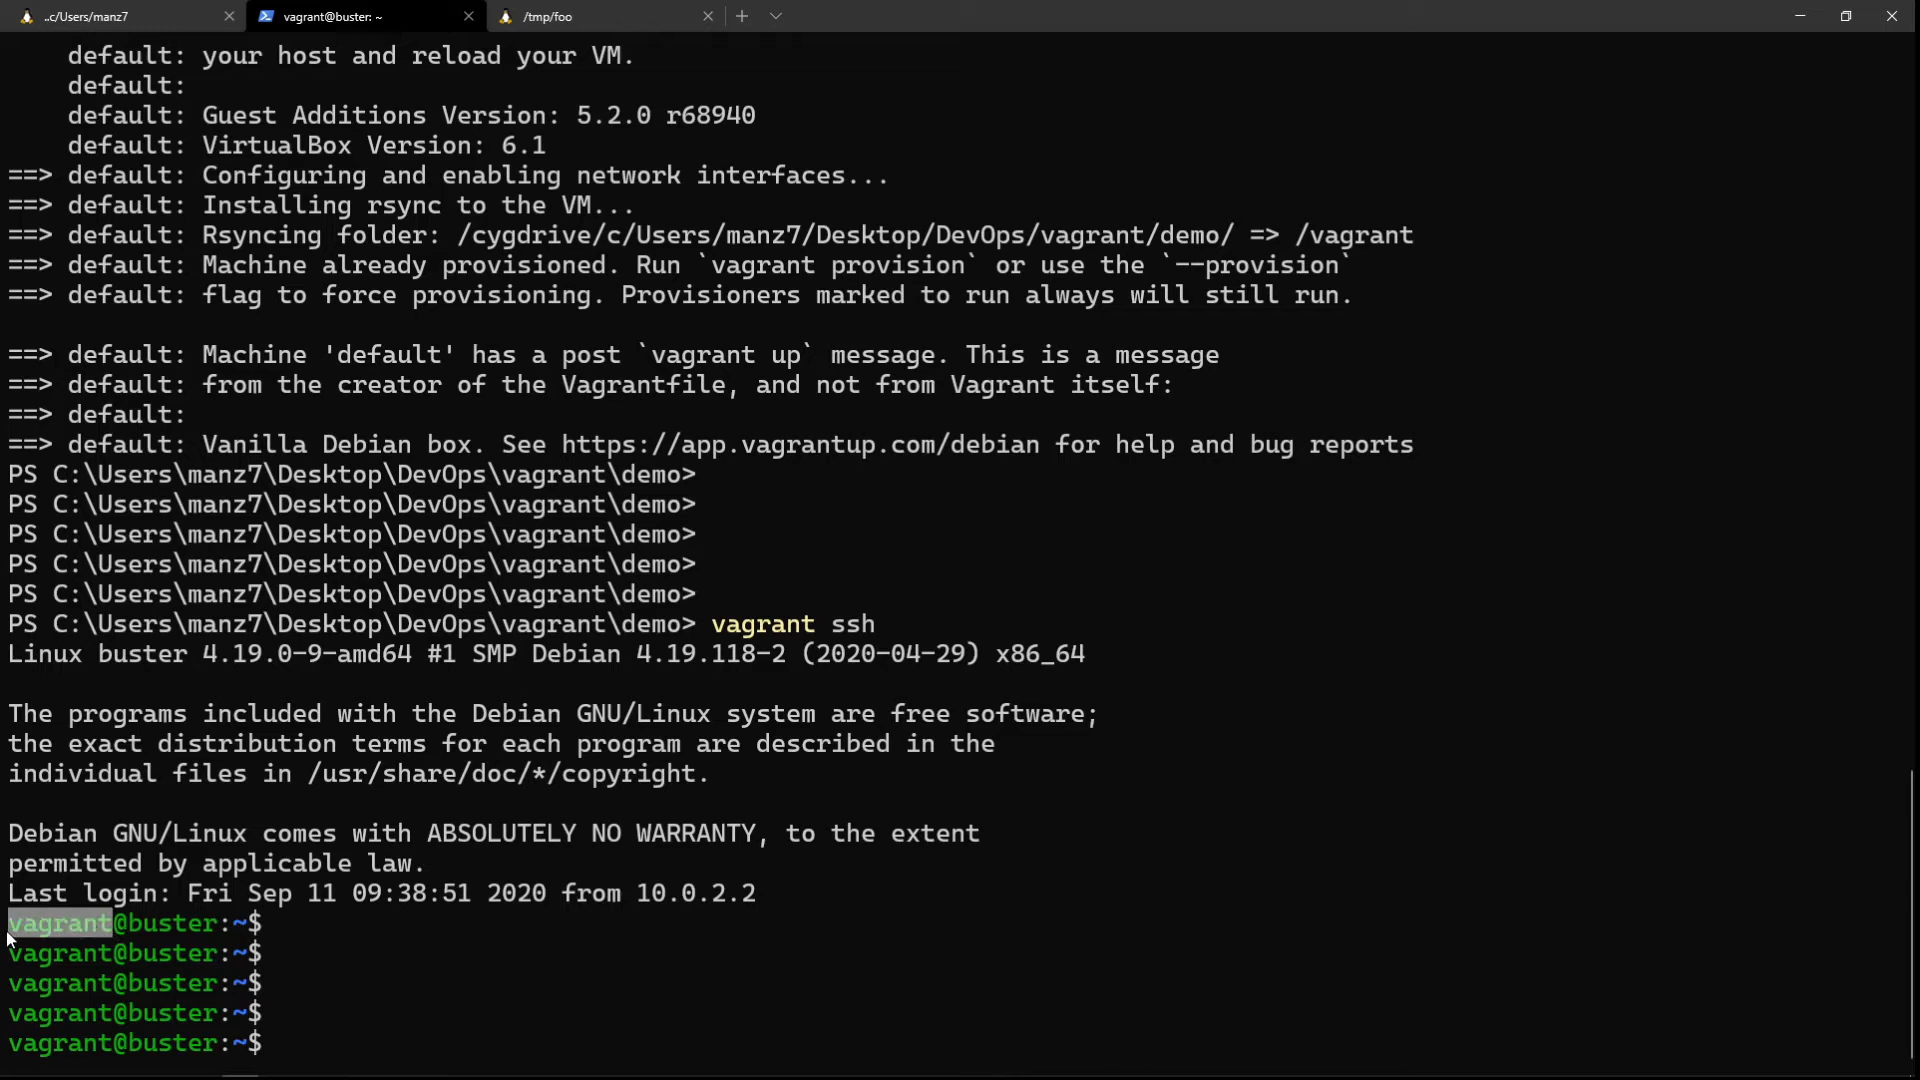 ..c/Users/manz7
vagrant@buster: ~
/tmp/foo
default: your host and reload your VM.
default:
default: Guest Additions Version: 5.2.0 r68940
default: VirtualBox Version: 6.1
==> default: Configuring and enabling network interfaces...
==> default: Installing rsync to the VM...
==> default: Rsyncing folder: /cygdrive/c/Users/manz7/Desktop/DevOps/vagrant/demo/ => /vagrant
==> default: Machine already provisioned. Run `vagrant provision` or use the `--provision`
==> default: flag to force provisioning. Provisioners marked to run always will still run.
==> default: Machine 'default' has a post `vagrant up` message. This is a message
==> default: from the creator of the Vagrantfile, and not from Vagrant itself:
==> default:
==> default: Vanilla Debian box. See https://app.vagrantup.com/debian for help and bug reports
PS C:\Users\manz7\Desktop\DevOps\vagrant\demo>
PS C:\Users\manz7\Desktop\DevOps\vagrant\demo>
PS C:\Users\manz7\Desktop\DevOps\vagrant\demo>
PS C:\Users\manz7\Desktop\DevOps\vagrant\demo>
PS C:\Users\manz7\Desktop\DevOps\vagrant\demo>
PS C:\Users\manz7\Desktop\DevOps\vagrant\demo> vagrant ssh
Linux buster 4.19.0-9-amd64 #1 SMP Debian 4.19.118-2 (2020-04-29) x86_64
The programs included with the Debian GNU/Linux system are free software;
the exact distribution terms for each program are described in the
individual files in /usr/share/doc/*/copyright.
Debian GNU/Linux comes with ABSOLUTELY NO WARRANTY, to the extent
permitted by applicable law.
Last login: Fri Sep 11 09:38:51 2020 from 10.0.2.2
vagrant@buster:~$
vagrant@buster:~$
vagrant@buster:~$
vagrant@buster:~$
vagrant@buster:~$